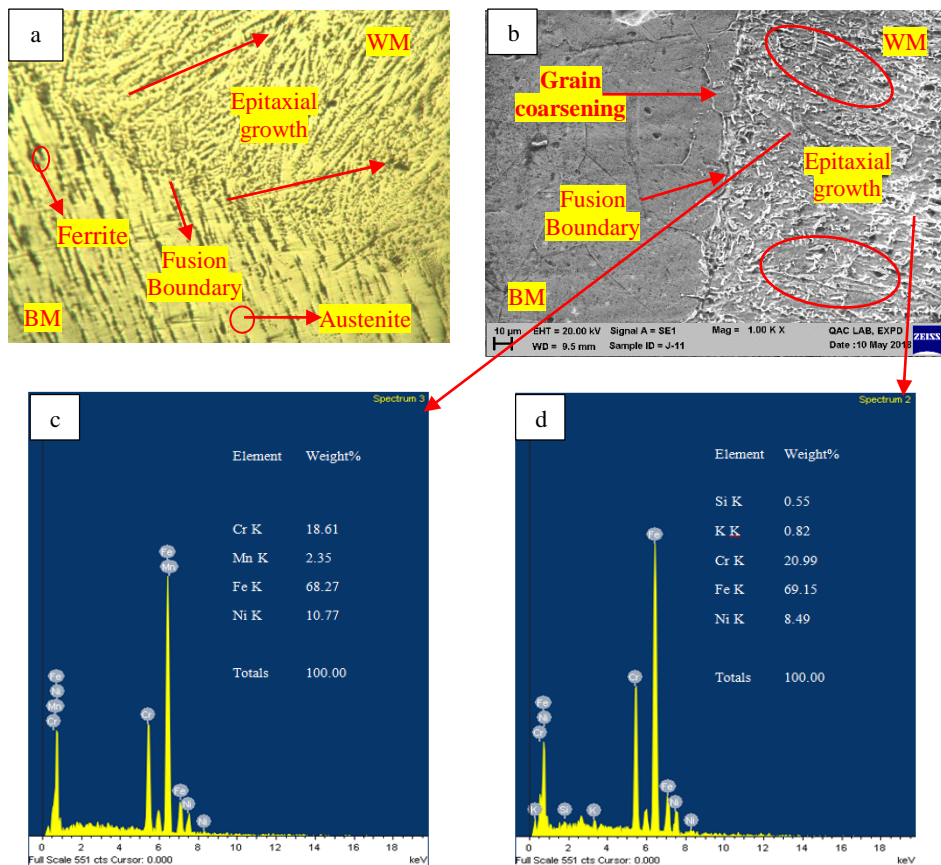 a
WM
Epitaxial
growth
Ferrite
Fusion
Boundary
BM
Austenite
b
WM
Grain
coarsening
Epitaxial
growth
Fusion
Boundary
BM
10 µm
EHT = 20.00 kV
Signal A = SE1
Mag = 1.00 K X
QAC LAB, EXPD
WD = 9.5 mm
Sample ID = J-11
Date :10 May 2018
ZEISS
c
Spectrum 3
Element Weight%
Cr K 18.61
Mn K 2.35
Fe K 68.27
Ni K 10.77
Totals 100.00
Fe
Mn
Fe
Ni
Mn
Cr
Cr
Fe
Ni
Ni
0 2 4 6 8 10 12 14 16 18
Full Scale 551 cts Cursor: 0.000
keV
d
Spectrum 2
Element Weight%
Si K 0.55
K K 0.82
Cr K 20.99
Fe K 69.15
Ni K 8.49
Totals 100.00
Fe
Fe
Ni
Cr
Cr
Fe
Ni
Ni
K
Si
K
0 2 4 6 8 10 12 14 16 18
Full Scale 551 cts Cursor: 0.000
keV